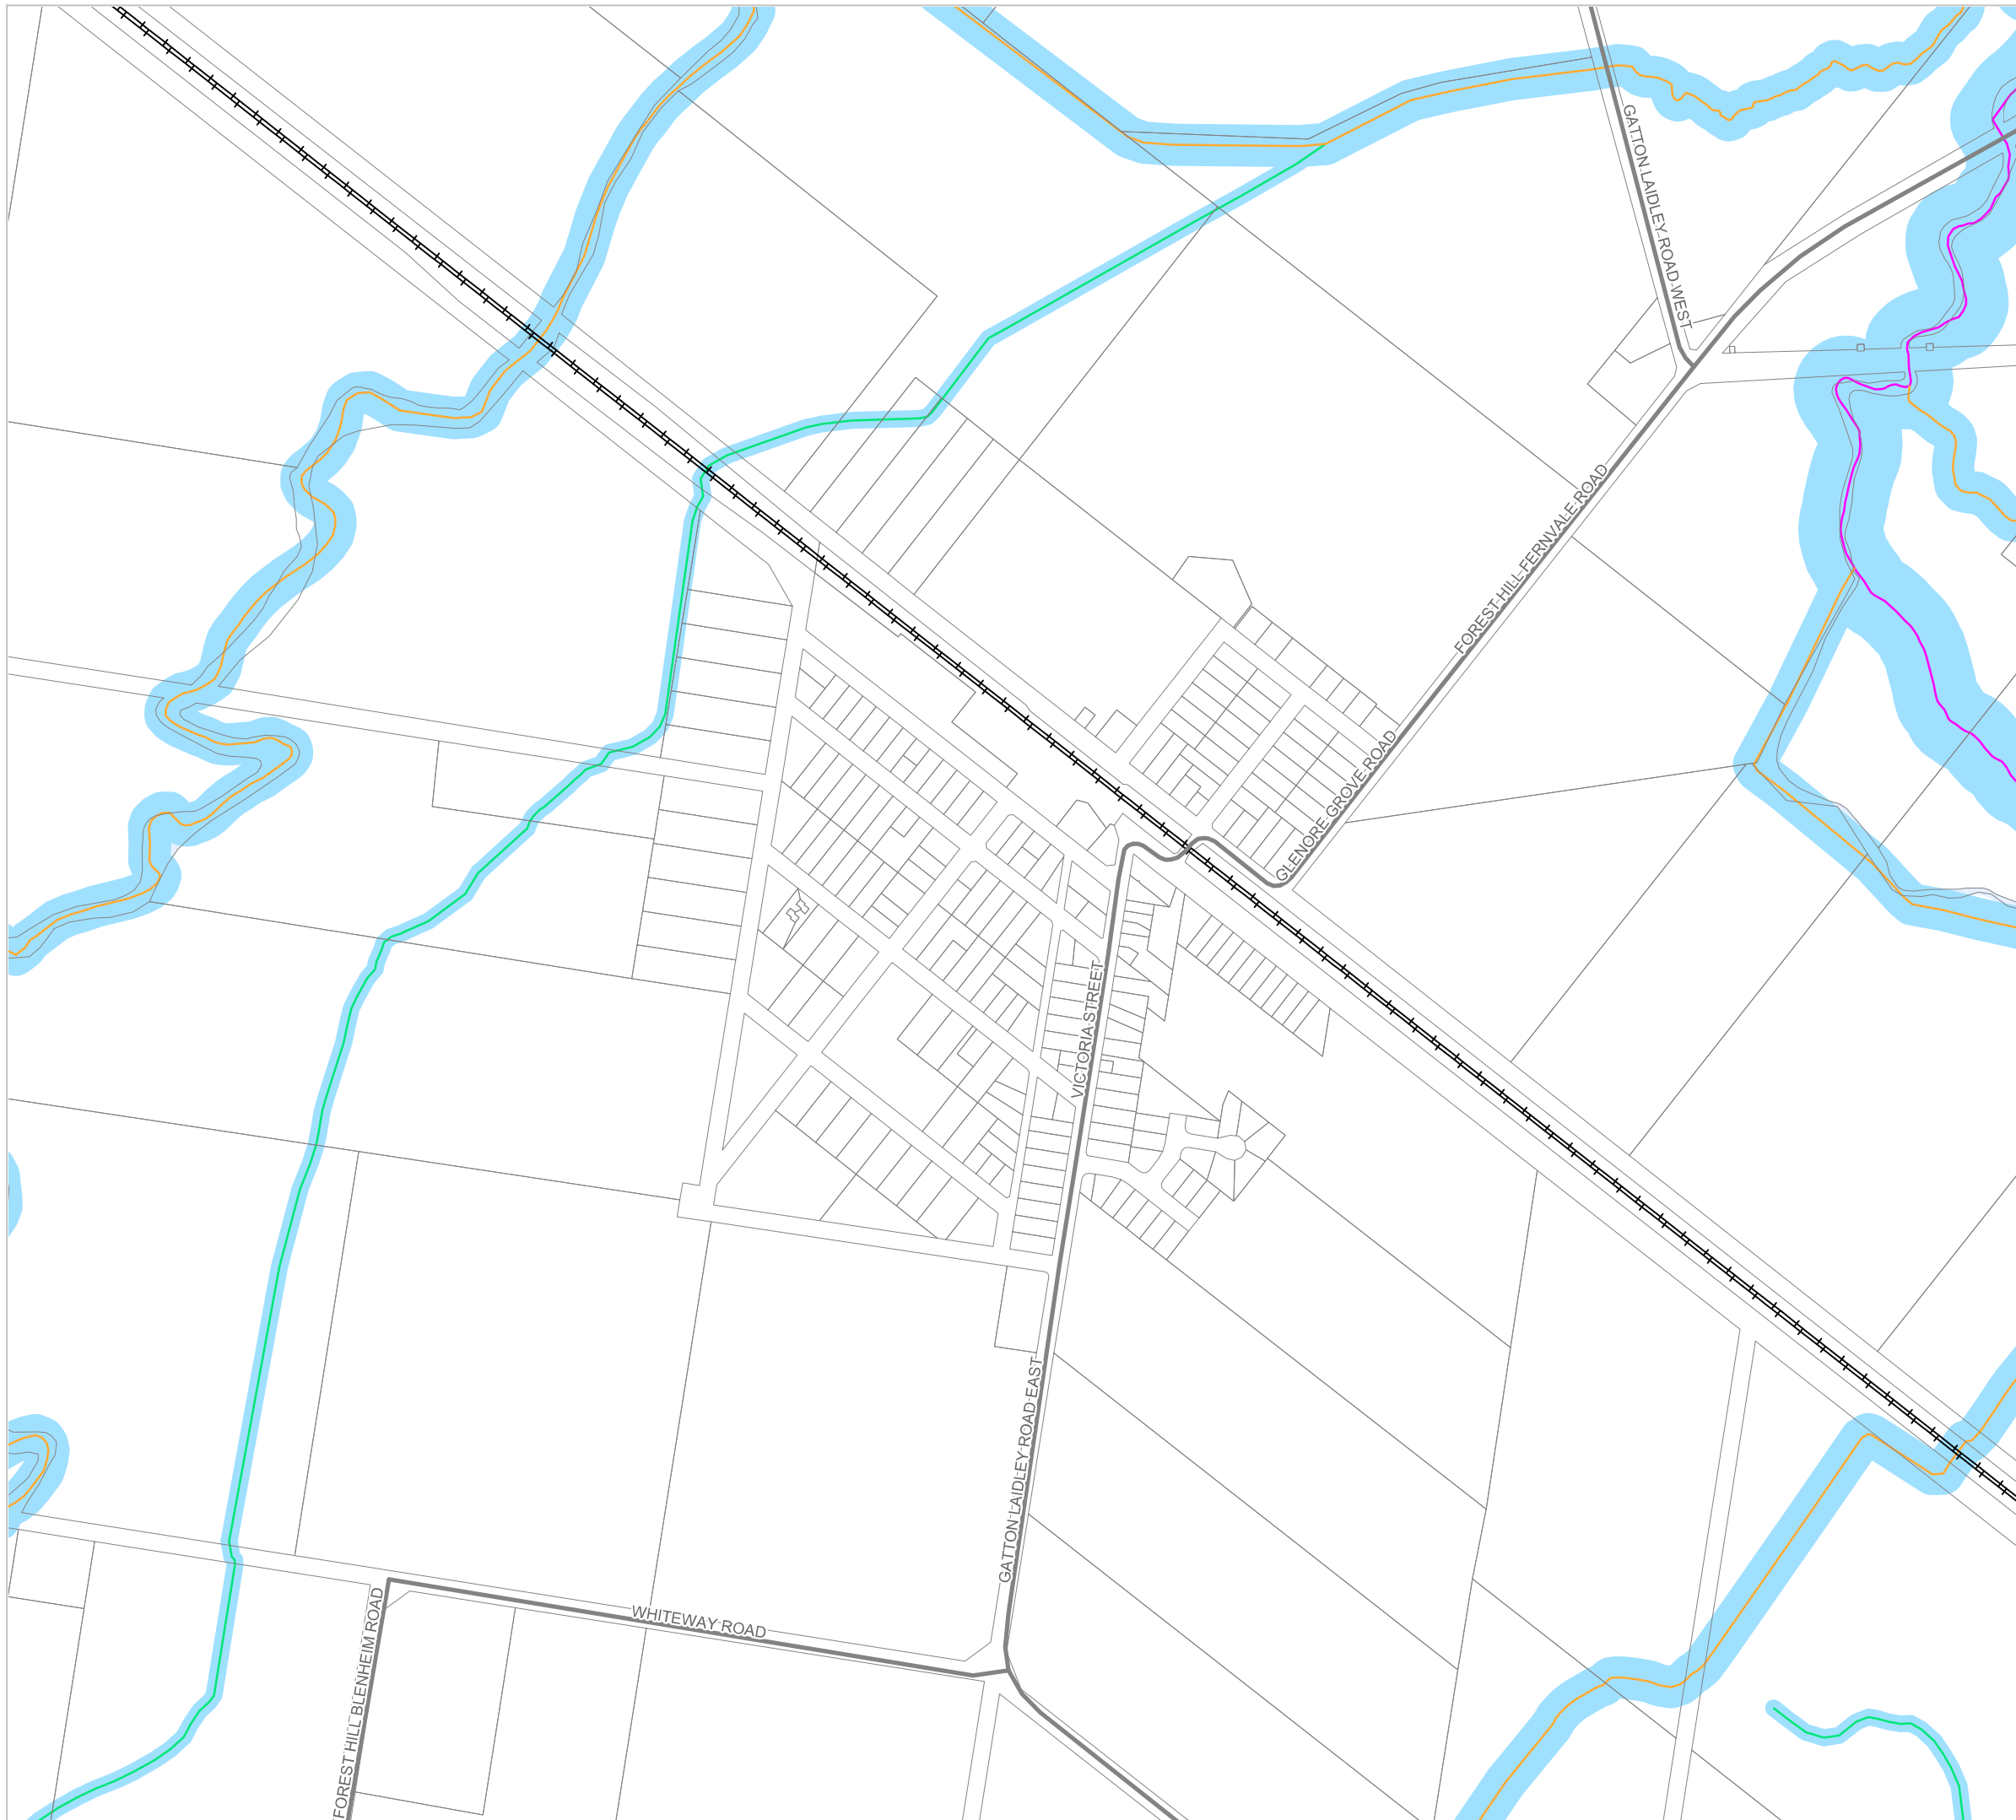 GATTON LAIDLEY ROAD WEST
FOREST HILL FERNVALE ROAD
GLENORE GROVE ROAD
VICTORIA STREET
GATTON LAIDLEY ROAD EAST
WHITEWAY ROAD
FOREST HILL BLENHEIM ROAD